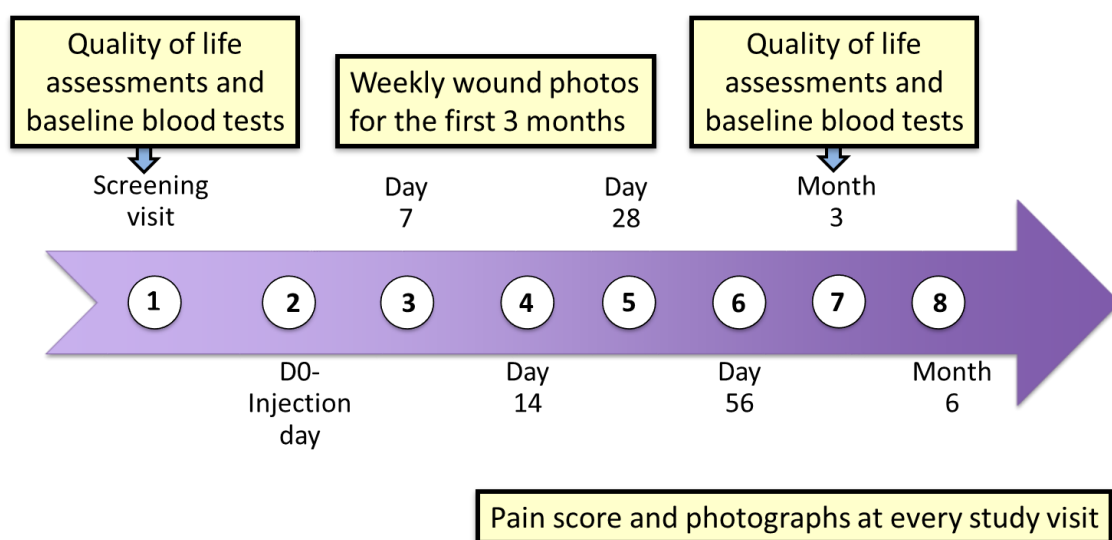 Quality of life
assessments and
baseline blood tests
Weekly wound photos
for the first 3 months
Quality of life
assessments and
baseline blood tests
Screening
visit
Day
7
Day
28
Month
3
1
2
3
4
5
6
7
8
D0-
Injection
day
Day
14
Day
56
Month
6
Pain score and photographs at every study visit